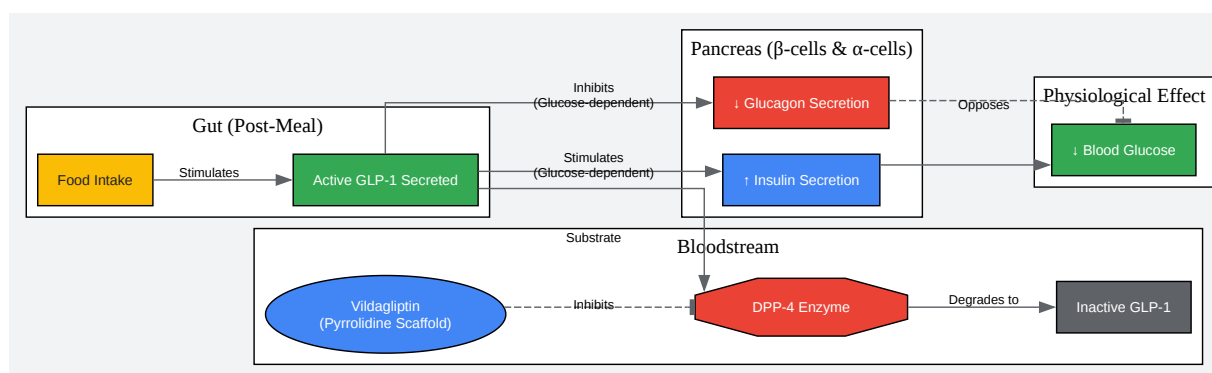 Gut (Post-Meal)
Food Intake
Stimulates
Active GLP-1 Secreted
Inhibits
(Glucose-dependent)
Stimulates
(Glucose-dependent)
Substrate
Pancreas (β-cells & α-cells)
↓ Glucagon Secretion
↑ Insulin Secretion
Opposes
Physiological Effect
↓ Blood Glucose
Bloodstream
Vildagliptin
(Pyrrolidine Scaffold)
Inhibits
DPP-4 Enzyme
Degrades to
Inactive GLP-1